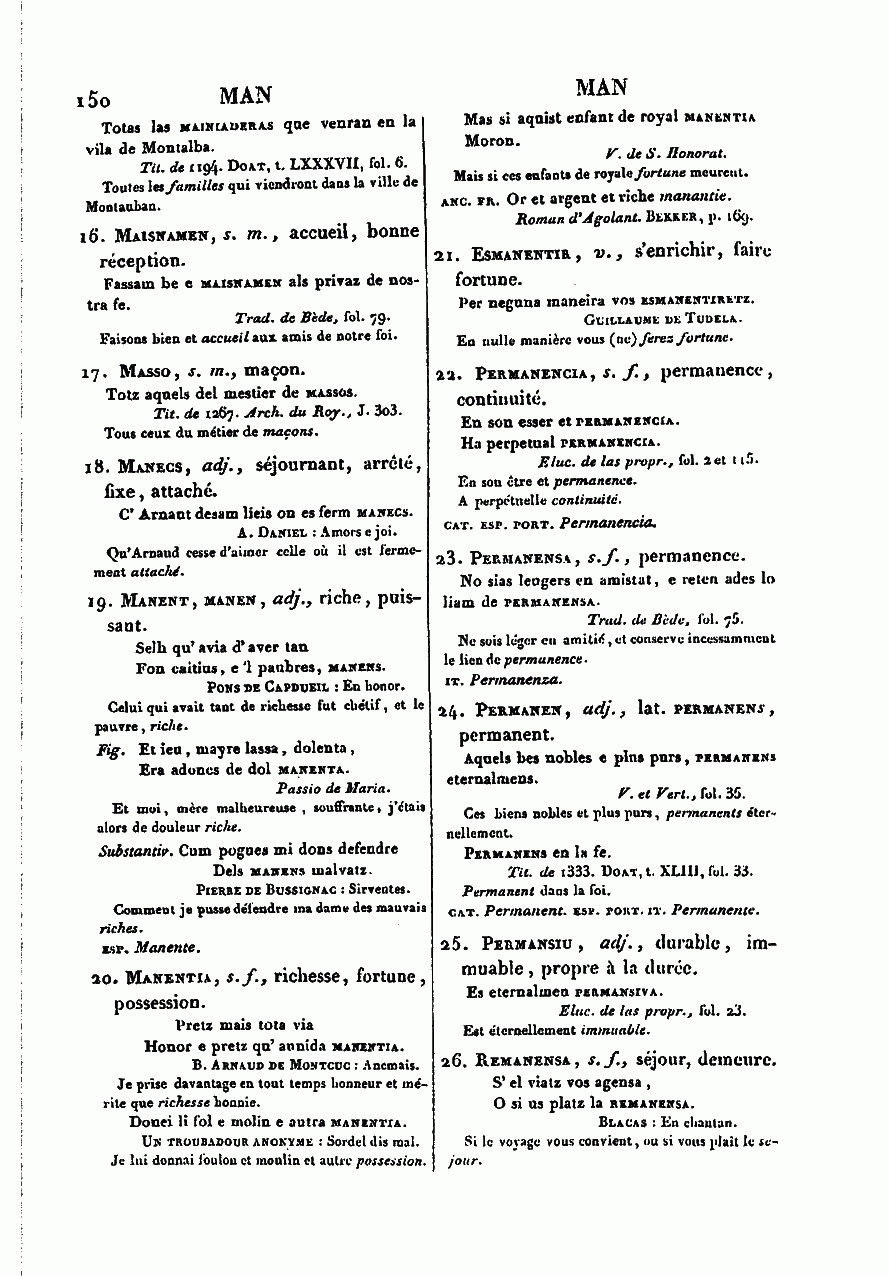 150 MAN
Totas las MAINIADERAS que venran en la
vila de Montalba.
Tit. de 1194. DOAT, t. LXXXVII, fol. 6.
Toutes les familles qui viendront dans la ville de
Montauban.
16. MAISNAMEN, s. m., accueil, bonne
réception.
Fassam be e MAISNAMEN als privaz de nos-
tra fe.
Trad. de Bède, fol. 79.
Faisons bien et accueil aux amis de notre foi.
17. MASSO, s. m., maçon.
Totz aquels del mestier de MASSOS.
Tit. de 1267. Arch. du Roy., J. 303.
Tous ceux du métier de maçons.
18. MANECS, adj., séjournant, arrêté,
fixe, attaché.
C' Arnaut desam lieis on es ferm MANECS.
A. DANIEL : Amors e joi.
Qu'Arnaud cesse d'aimer celle où il est ferme-
ment attaché.
19. MANENT, MANEN, adj., riche, puis-
sant.
Selh qu' avia d' aver tan
Fon caitius, e 'l paubres, MANENS.
PONS DE CAPDUEIL : En honor.
Celui qui avait tant de richesse fut chétif, et le
pauvre, riche.
Fig. Et ieu, mayre lassa, dolenta,
Era adoncs de dol MANENTA.
Passio de Maria.
Et moi, mère malheureuse, souffrante, j'étais
alors de douleur riche.
Substantiv. Cum pogues mi dons defendre
Dels MANENS malvatz.
PIERRE DE BUSSIGNAC : Sirventes.
Comment je pusse défendre ma dame des mauvais
riches.
ESP. Manente.
20. MANENTIA, s. f., richesse, fortune,
possession.
Pretz mais tota via
Honor e pretz qu' aunida MANENTIA.
B. ARNAUD DE MONTCUC : Ancmais.
Je prise davantage en tout temps honneur et mé-
rite que richesse honnie.
Donei li fol e molin e autra MANENTIA.
UN TROUBADOUR ANONYME : Sordel dis mal.
Je lui donnai foulou et moulin et autre possession.
MAN
Mas si aquist enfant de royal MANENTIA
Moron.
V. de S. Honorat.
Mais si ces enfants de royale fortune meurent.
ANC. FR. Or et argent et riche manantie.
Roman d'Agolant. BEKKER, p. 169.
21. ESMANENTIR, v., s'enrichir, faire
fortune.
Per neguna maneira vos ESMANENTIRETZ.
GUILLAUME DE TUDELA.
En nulle manière vous (ne) ferez fortune.
22. PERMANENCIA, s. f., permanence,
continuité.
En son esser et PERMANENCIA.
Ha perpetual PERMANENCIA.
Eluc. de las propr., fol. 2 et 115.
En son être et permanence.
A perpétuelle continuité.
CAT. ESP. PORT. Permanencia.
23. PERMANENSA, s. f., permanence.
No sias leugers en amistat, e reten ades lo
liam de PERMANENSA.
Trad. de Bède, fol. 75.
Ne sois léger en amitié, et conserve incessamment
le lien de permanence.
IT. Permanenza.
24. PERMANEN, adj., lat. PERMANENS,
permanent.
Aquels bes nobles e plus purs, PERMANENS
eternalmens.
V. et Vert., fol. 35.
Ces biens nobles et plus purs, permanents éter-
nellement.
PERMANENS en la fe.
Tit. de 1333. DOAT, t. XLIII, fol. 33.
Permanent dans la foi.
CAT. Permanent. ESP. PORT. IT. Permanente.
25. PERMANSIU, adj., durable, im-
muable, propre à la durée.
Es eternalmen PERMANSIVA.
Eluc. de las propr., fol. 23.
Est éternellement immuable.
26. REMANENSA, s. f., séjour, demeure.
S' el viatz vos agensa,
O si us platz la REMANENSA.
BLACAS : En chantan.
Si le voyage vous convient, ou si vous plaît le sé-
jour.